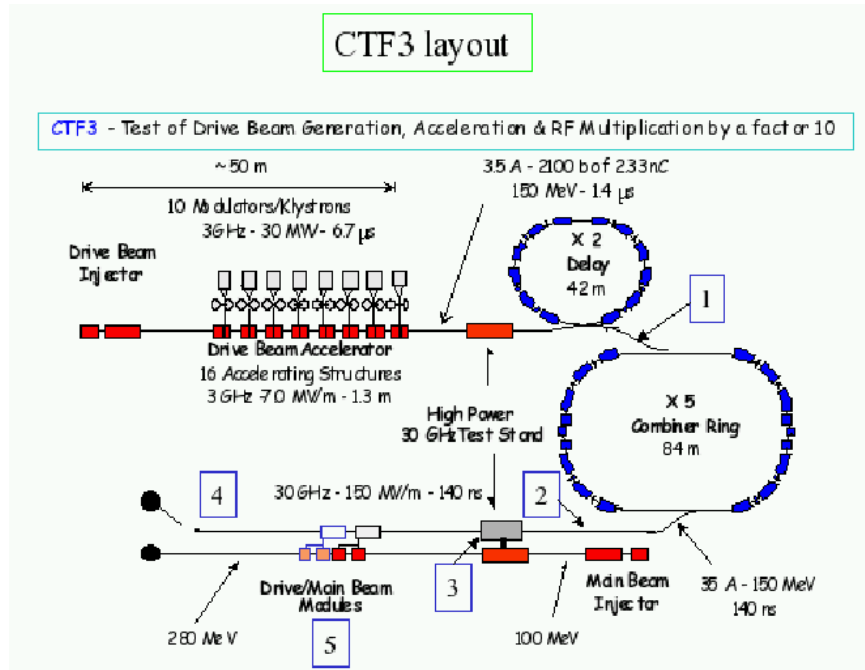 CTF3 layout
CTF3 - Test of Drive Beam Generation, Acceleration & RF Multiplication by a factor 10
~ 50 m
3.5 A - 2100 b of 2.33 nC
150 MeV - 1.4 µs
10 Modulators/Klystrons
3GHz - 30 MW - 6.7 µs
Drive Beam
Injector
X 2
Delay
42 m
1
Drive Beam Accelerator
16 Accelerating Structures
3 GHz -7.0 MV/m - 1.3 m
High Power
30 GHz Test Stand
X 5
Combiner Ring
84 m
4
30 GHz - 150 MV/m - 140 ns
2
3
Drive/Main Beam
Modules
Main Beam
Injector
35 A - 150 MeV
140 ns
280 MeV
5
100 MeV